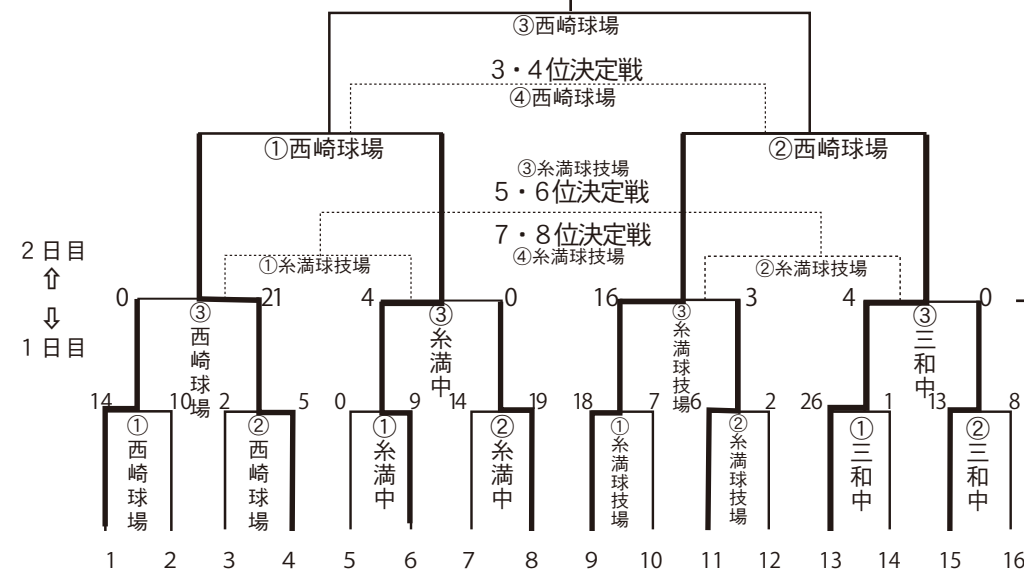 ③西崎球場
3・4位決定戦
④西崎球場
①西崎球場
②西崎球場
③糸満球技場
5・6位決定戦
7・8位決定戦
④糸満球技場
①糸満球技場
②糸満球技場
2日目
⇧
⇩
1日目
0 21 4 0 16 3 4 0
③西崎球場
③糸満中
③糸満球技場
③三和中
14 10 2 5 0 9 14 19 18 7 6 2 26 1 13 8
①西崎球場
②西崎球場
①糸満中
②糸満中
①糸満球技場
②糸満球技場
①三和中
②三和中
1 2 3 4 5 6 7 8 9 10 11 12 13 14 15 16